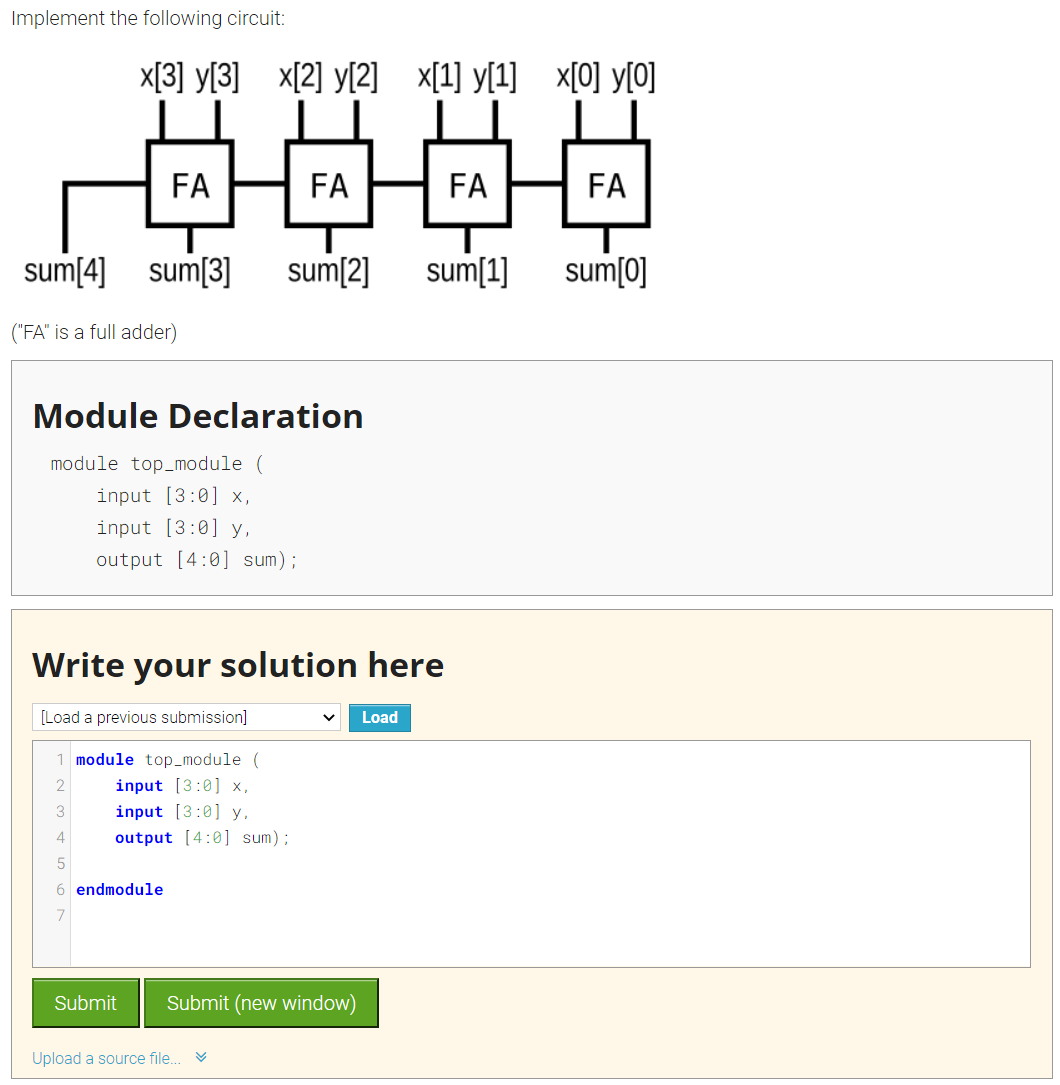 Implement the following circuit:
x[3] y[3] x[2] y[2] x[1] y[1] x[0] y[0]
FA FA FA FA
sum[4] sum[3] sum[2] sum[1] sum[0]
("FA" is a full adder)
Module Declaration
module top_module (
input [3:0] x,
input [3:0] y,
output [4:0] sum);
Write your solution here
[Load a previous submission] Load
1 module top_module (
2 input [3:0] x,
3 input [3:0] y,
4 output [4:0] sum);
5
6 endmodule
7
Submit Submit (new window)
Upload a source file...